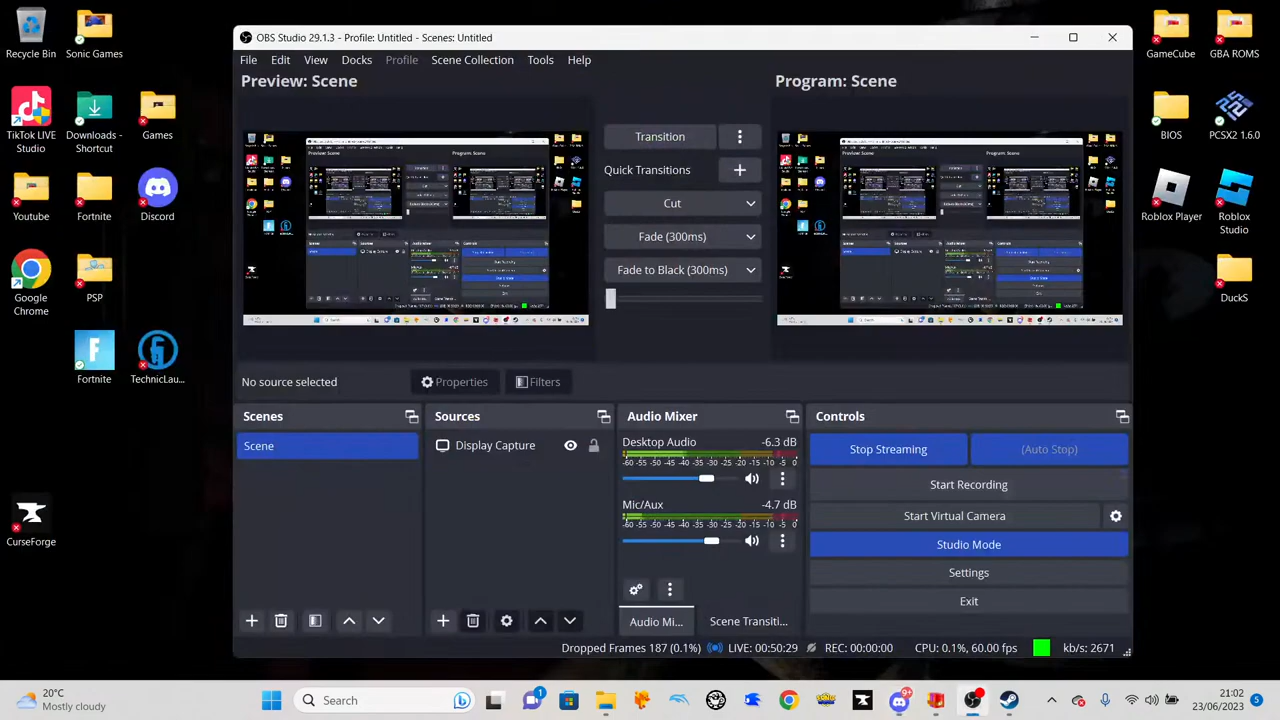 Recycle Bin
Sonic Games
TikTok LIVE
Studio
Downloads -
Shortcut
Games
Youtube
Fortnite
Discord
Google
Chrome
PSP
Fortnite
TechnicLau...
CurseForge
OBS Studio 29.1.3 - Profile: Untitled - Scenes: Untitled
File Edit View Docks Profile Scene Collection Tools Help
Preview: Scene
Program: Scene
Transition
Quick Transitions
Cut
Fade (300ms)
Fade to Black (300ms)
No source selected
Properties
Filters
Scenes
Scene
Sources
Display Capture
Audio Mixer
Desktop Audio -6.3 dB
-60 -55 -50 -45 -40 -35 -30 -25 -20 -15 -10 -5 0
Mic/Aux -4.7 dB
-60 -55 -50 -45 -40 -35 -30 -25 -20 -15 -10 -5 0
Audio Mi...
Scene Transiti...
Controls
Stop Streaming
(Auto Stop)
Start Recording
Start Virtual Camera
Studio Mode
Settings
Exit
Dropped Frames 187 (0.1%) LIVE: 00:50:29 REC: 00:00:00 CPU: 0.1%, 60.00 fps kb/s: 2671
GameCube
GBA ROMS
BIOS
PCSX2 1.6.0
Roblox Player
Roblox
Studio
DuckS
20°C
Mostly cloudy
Search
1
9+
21:02
23/06/2023
5